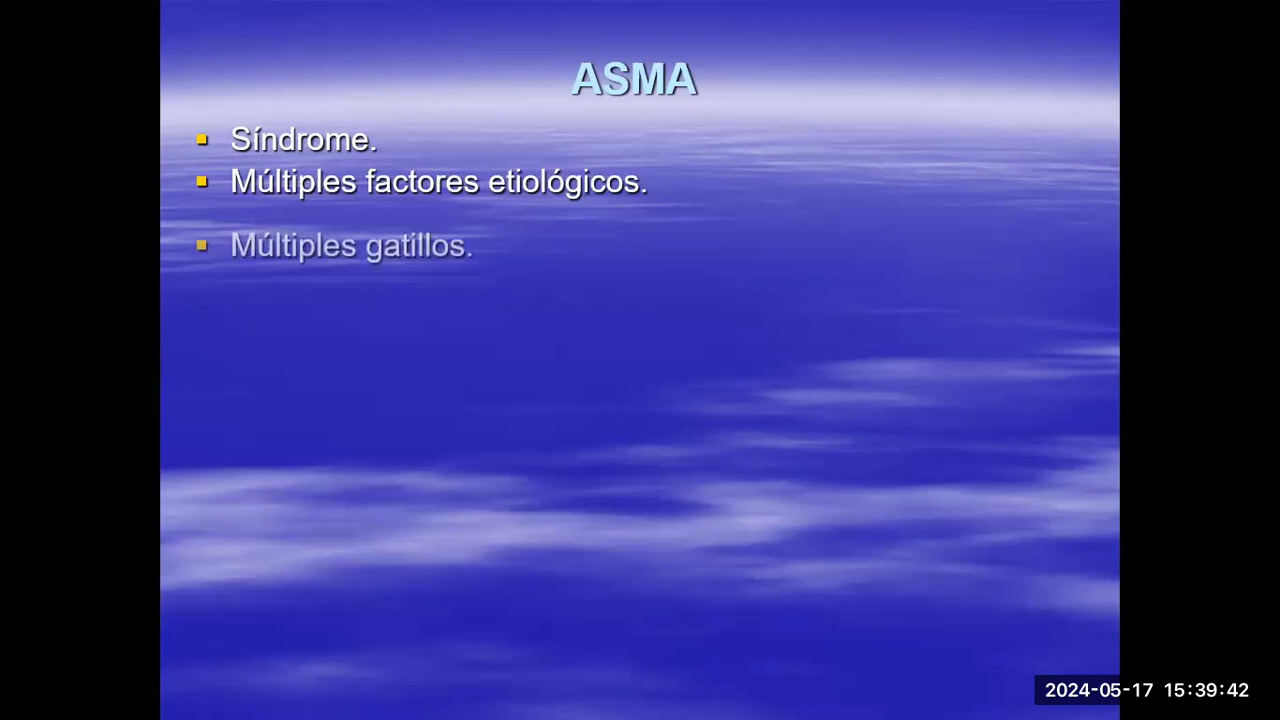 ASMA
Síndrome.
Múltiples factores etiológicos.
Múltiples gatillos.
2024-05-17 15:39:42